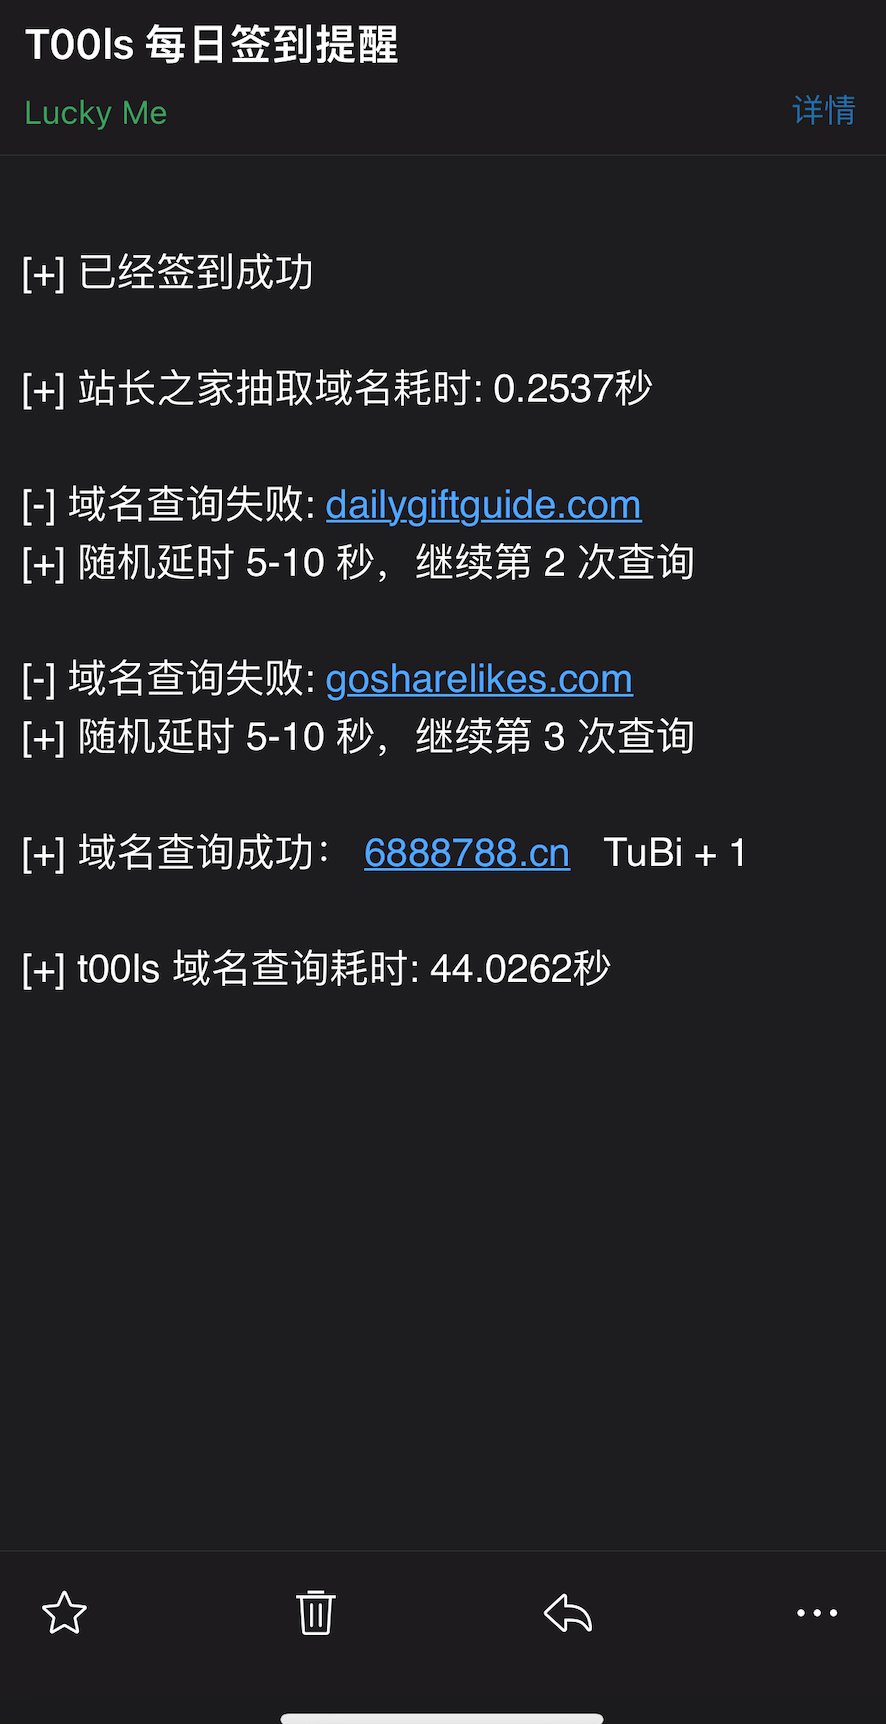 T00ls 每日签到提醒
Lucky Me 详情
[+] 已经签到成功
[+] 站长之家抽取域名耗时: 0.2537秒
[-] 域名查询失败: dailygiftguide.com
[+] 随机延时 5-10 秒，继续第 2 次查询
[-] 域名查询失败: gosharelikes.com
[+] 随机延时 5-10 秒，继续第 3 次查询
[+] 域名查询成功： 6888788.cn TuBi + 1
[+] t00ls 域名查询耗时: 44.0262秒